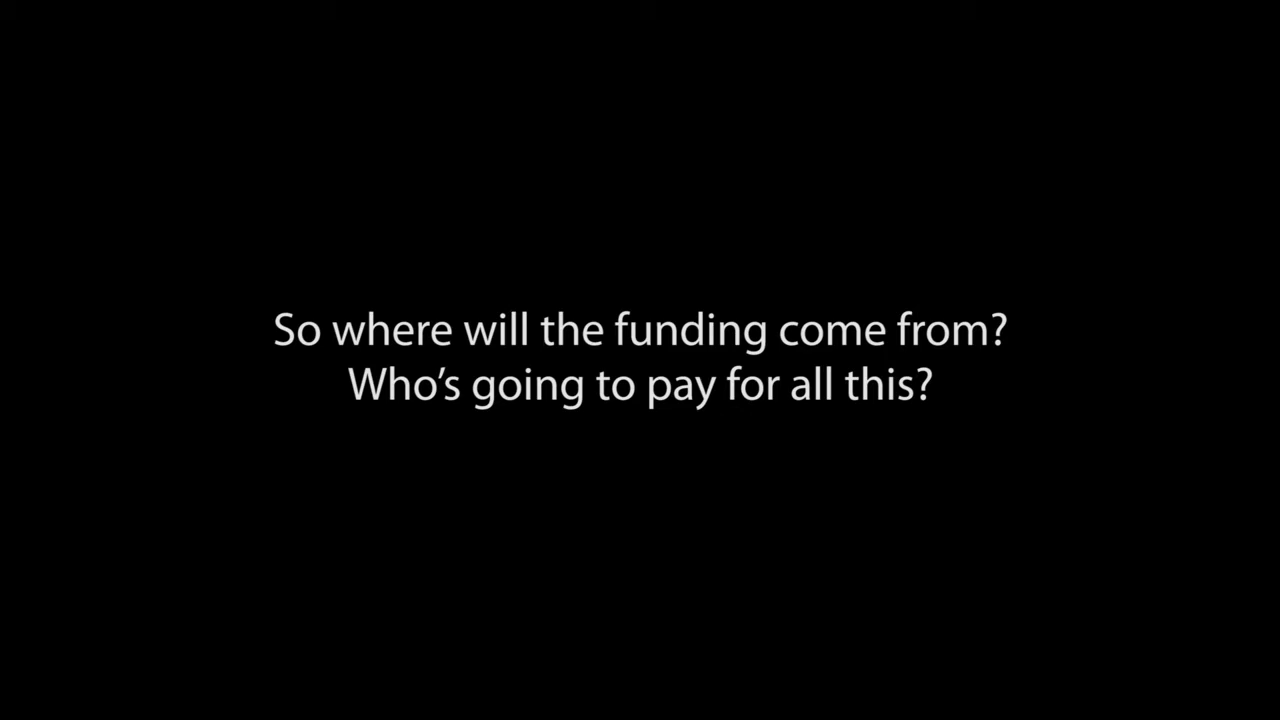 So where will the funding come from?
Who’s going to pay for all this?